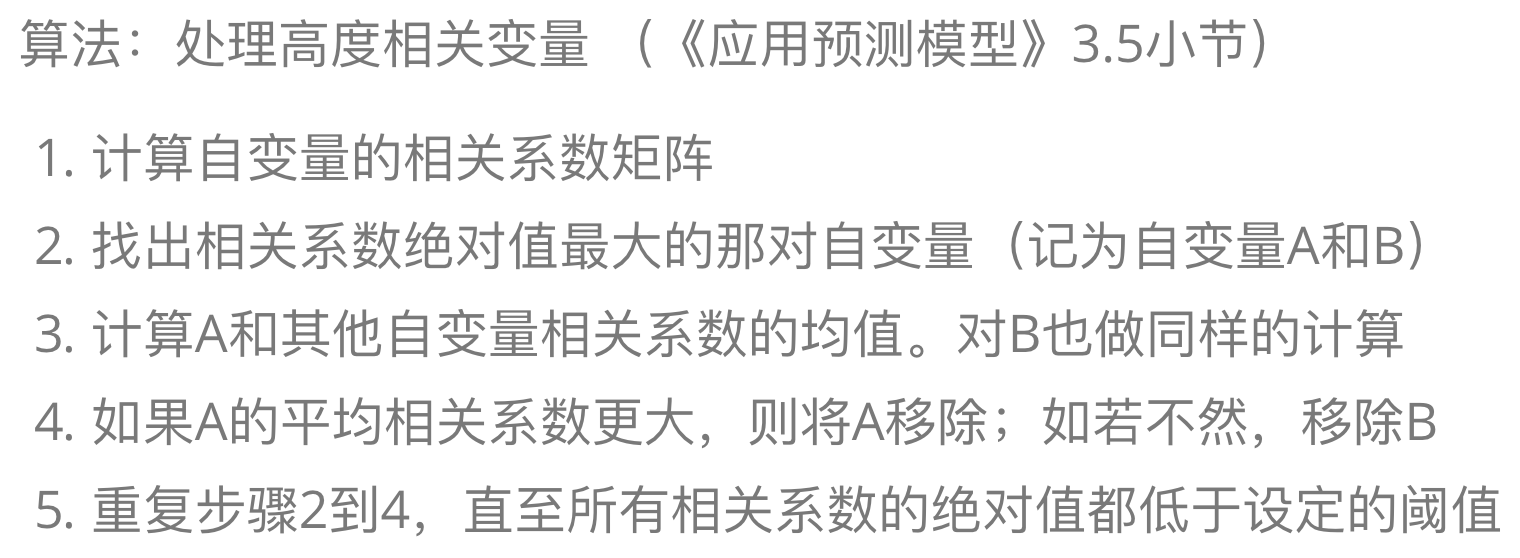 算法：处理高度相关变量 （《应用预测模型》3.5小节）
1. 计算自变量的相关系数矩阵
2. 找出相关系数绝对值最大的那对自变量（记为自变量A和B）
3. 计算A和其他自变量相关系数的均值。对B也做同样的计算
4. 如果A的平均相关系数更大，则将A移除；如若不然，移除B
5. 重复步骤2到4，直至所有相关系数的绝对值都低于设定的阈值